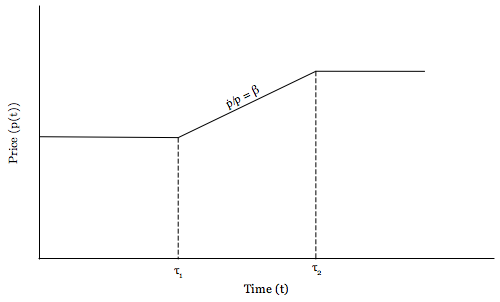 Price (p(t))
ṗ/p = β
τ₁
τ₂
Time (t)